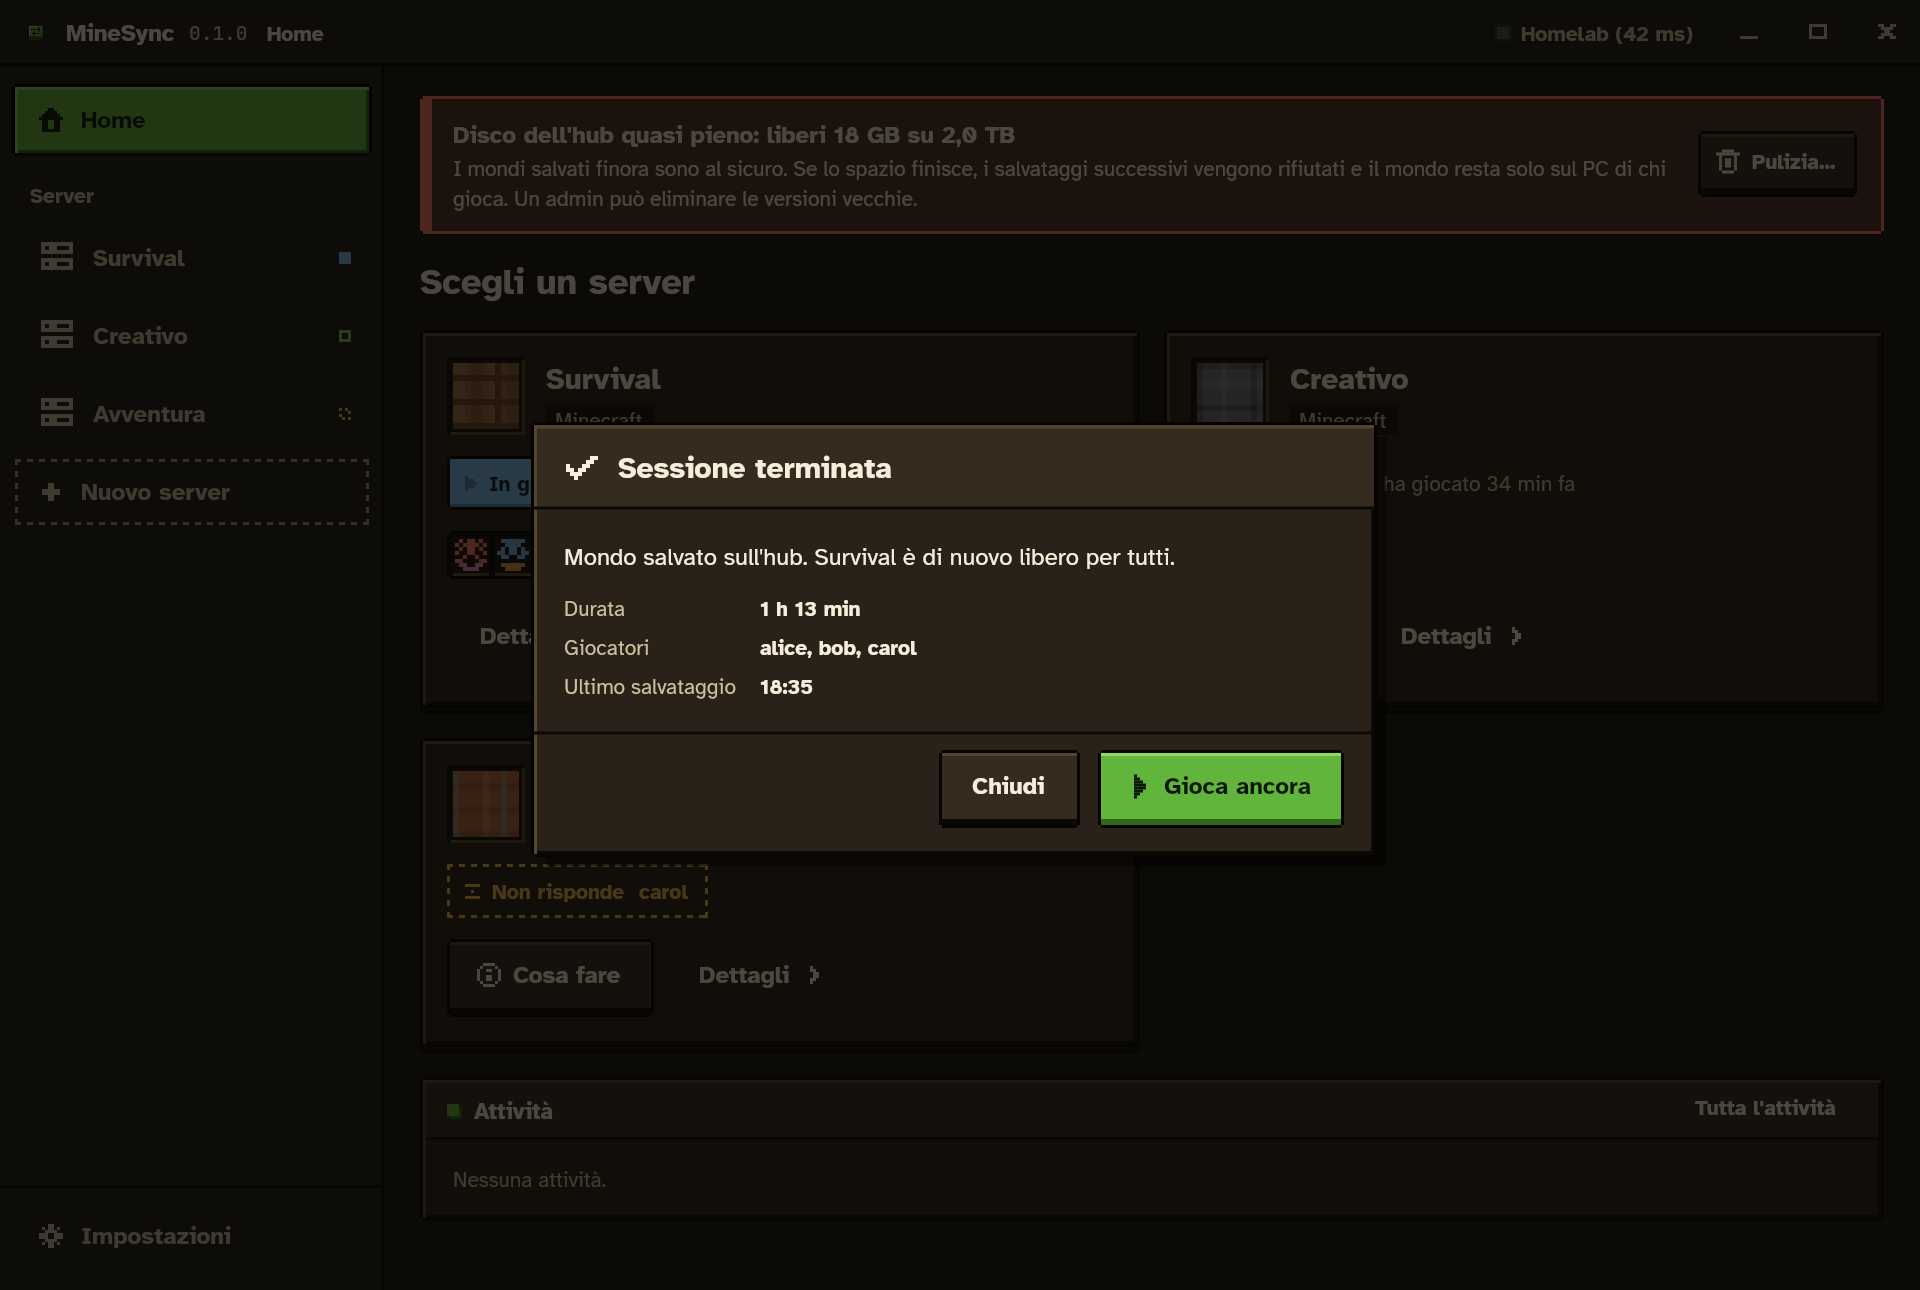 MineSync 0.1.0 Home
Homelab (42 ms)
Home
Server
Survival
Creativo
Avventura
Nuovo server
Impostazioni
Disco dell'hub quasi pieno: liberi 18 GB su 2,0 TB
I mondi salvati finora sono al sicuro. Se lo spazio finisce, i salvataggi successivi vengono rifiutati e il mondo resta solo sul PC di chi
gioca. Un admin può eliminare le versioni vecchie.
Pulizia...
Scegli un server
Survival
Minecraft
In g
Dett
Creativo
Minecraft
ha giocato 34 min fa
Dettagli
Sessione terminata
Mondo salvato sull'hub. Survival è di nuovo libero per tutti.
Durata 1 h 13 min
Giocatori alice, bob, carol
Ultimo salvataggio 18:35
Chiudi
Gioca ancora
Non risponde carol
Cosa fare
Dettagli
Attività
Tutta l'attività
Nessuna attività.